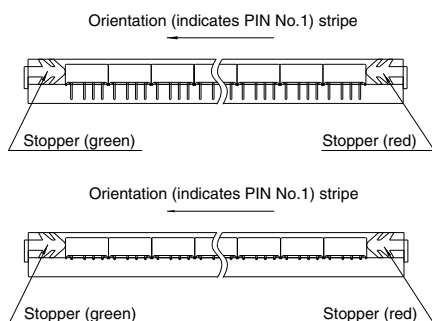 Orientation (indicates PIN No.1) stripe
Stopper (green)
Stopper (red)
Orientation (indicates PIN No.1) stripe
Stopper (green)
Stopper (red)